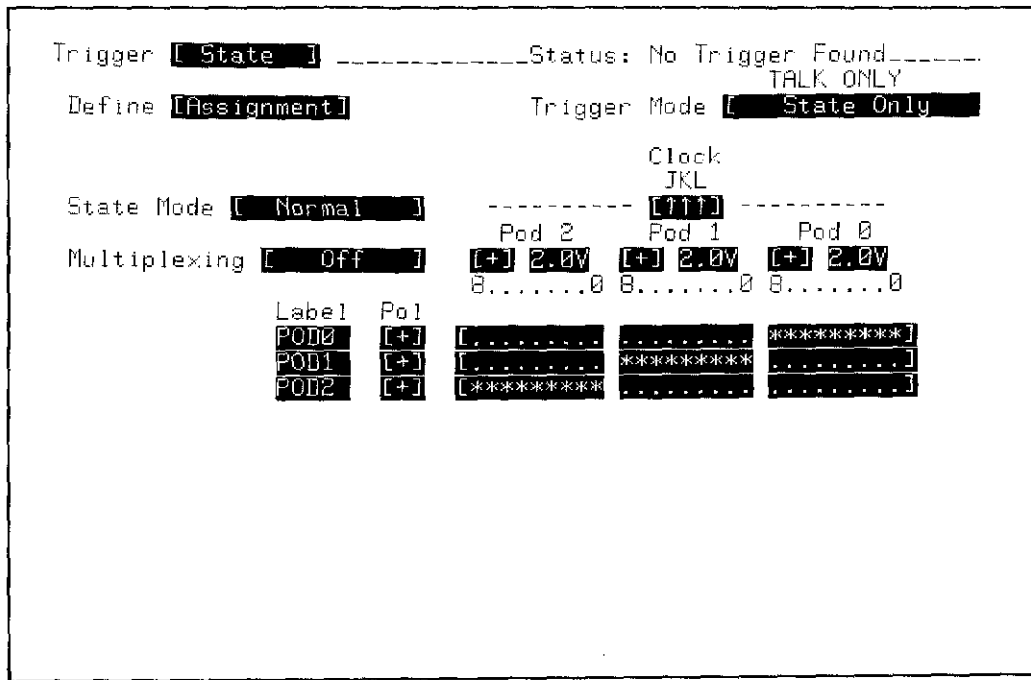 Trigger [ State ] _____________Status: No Trigger Found______
TALK ONLY
Define [Assignment] Trigger Mode [ State Only
Clock
JKL
State Mode [ Normal ] ---------- [↑↑↑] ----------
Pod 2 Pod 1 Pod 0
Multiplexing [ Off ] [+] 2.0V [+] 2.0V [+] 2.0V
8.......0 8.......0 8.......0
Label Pol
POD0 [+] [......... ......... *********]
POD1 [+] [......... ********* .........]
POD2 [+] [********* ......... .........]